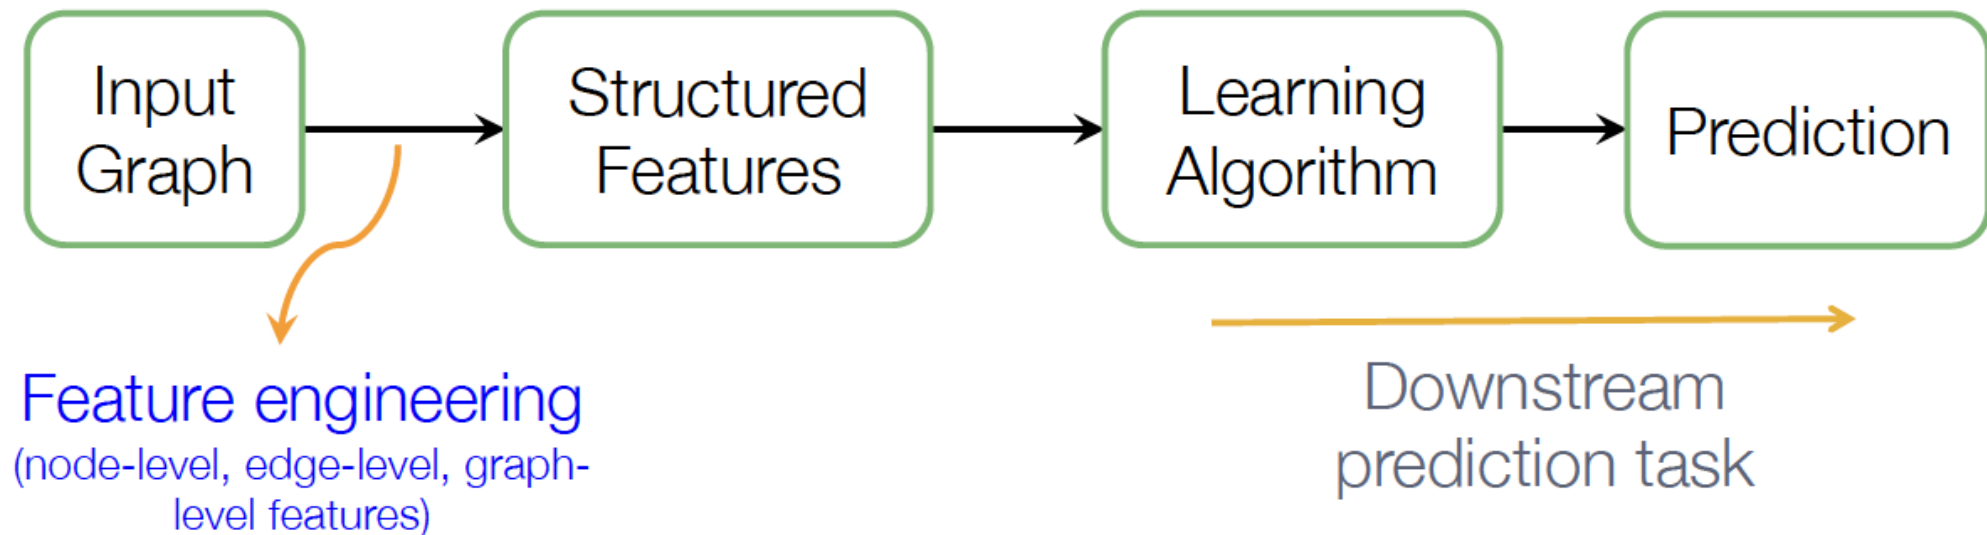 Input
Graph
Structured
Features
Learning
Algorithm
Prediction
Feature engineering
(node-level, edge-level, graph-
level features)
Downstream
prediction task